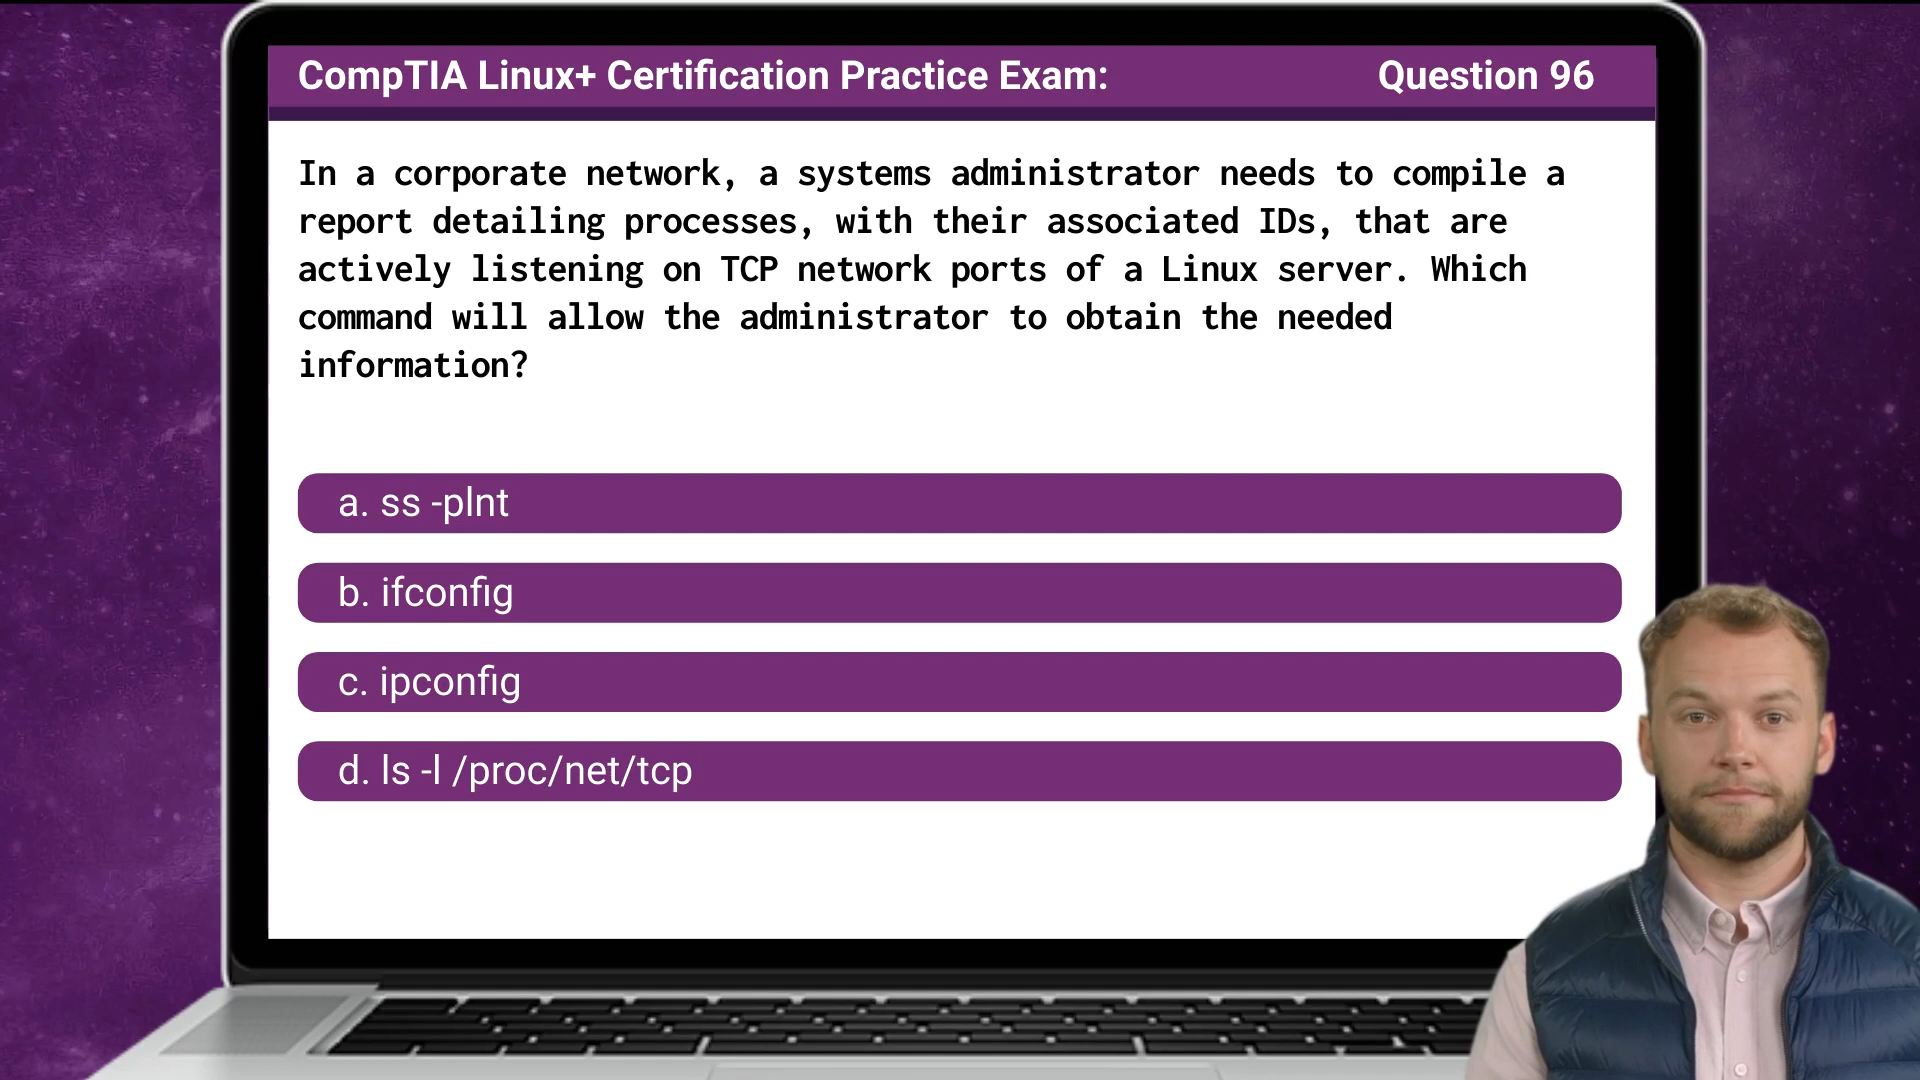 CompTIA Linux+ Certification Practice Exam: Question 96
In a corporate network, a systems administrator needs to compile a
report detailing processes, with their associated IDs, that are
actively listening on TCP network ports of a Linux server. Which
command will allow the administrator to obtain the needed
information?
a. ss -plnt
b. ifconfig
c. ipconfig
d. ls -l /proc/net/tcp